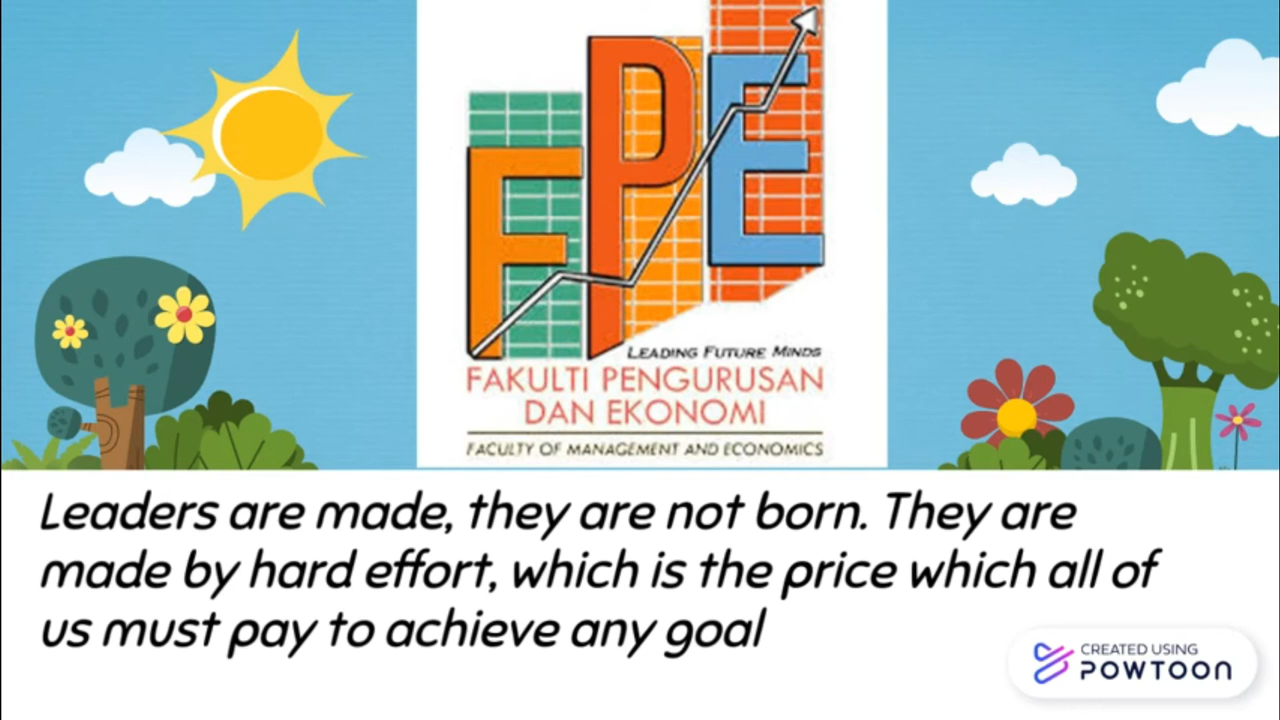 FPE
LEADING FUTURE MINDS
FAKULTI PENGURUSAN
DAN EKONOMI
FACULTY OF MANAGEMENT AND ECONOMICS
Leaders are made, they are not born. They are
made by hard effort, which is the price which all of
us must pay to achieve any goal
CREATED USING
POWTOON